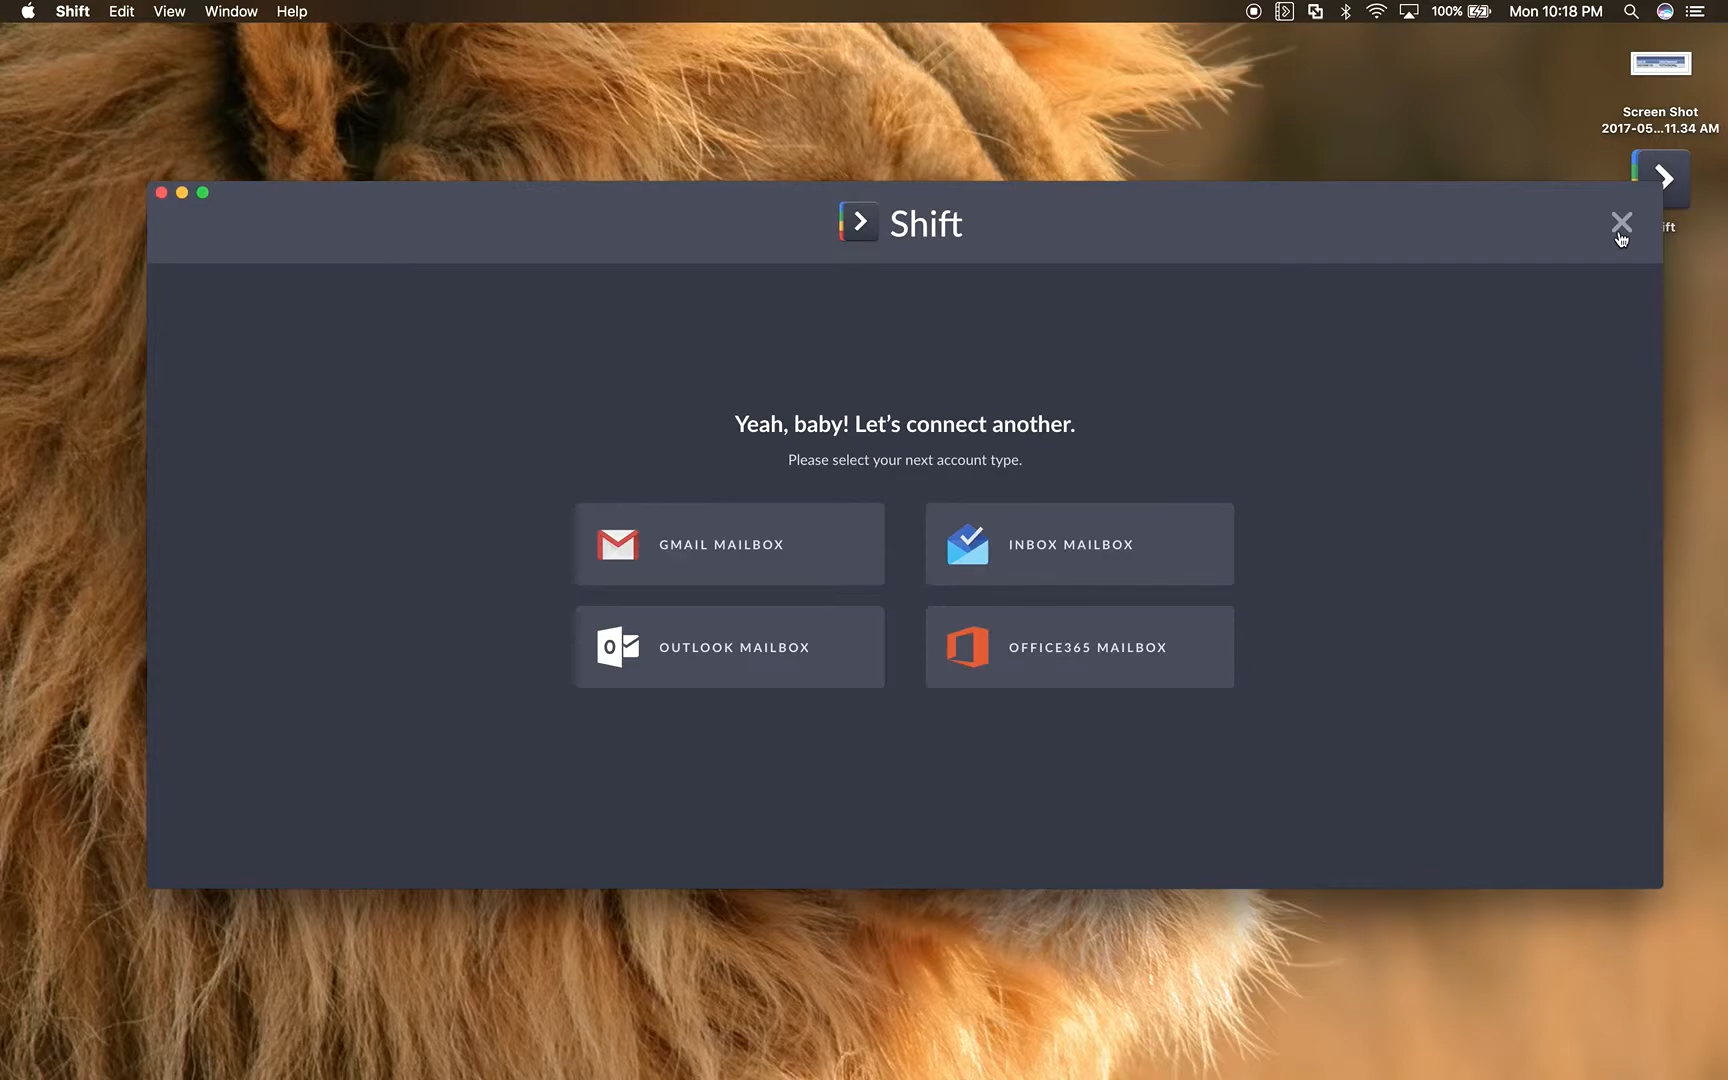 Shift Edit View Window Help 100% Mon 10:18 PM
Screen Shot
2017-05...11.34 AM
Shift
ift
Yeah, baby! Let’s connect another.
Please select your next account type.
GMAIL MAILBOX
INBOX MAILBOX
OUTLOOK MAILBOX
OFFICE365 MAILBOX